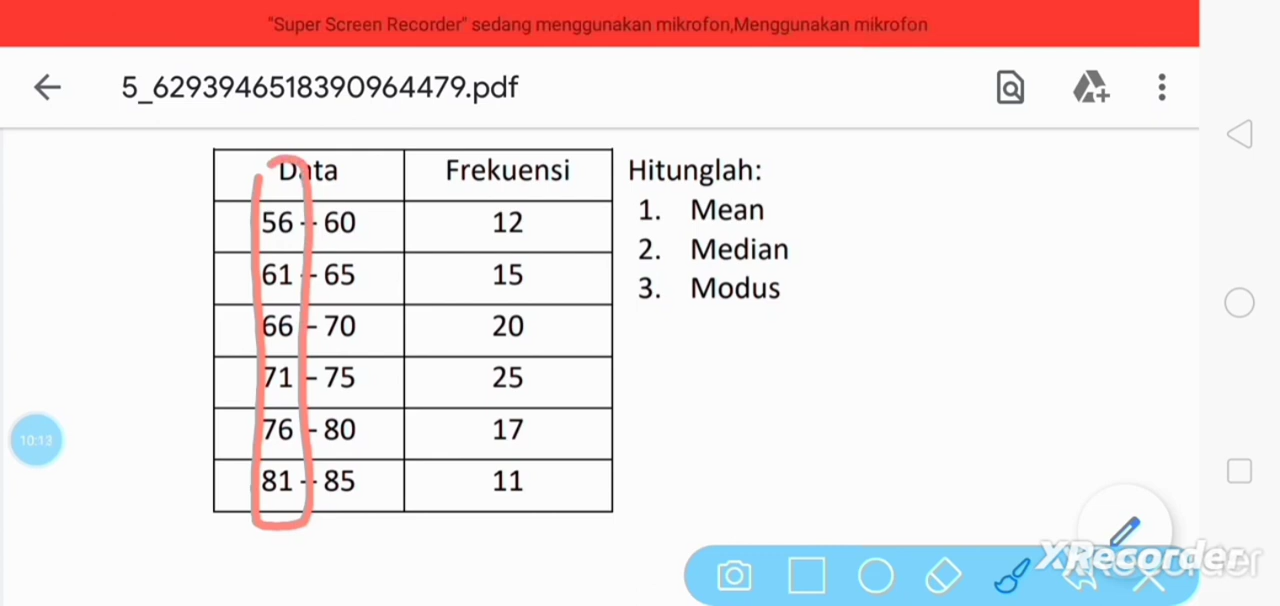 "Super Screen Recorder" sedang menggunakan mikrofon,Menggunakan mikrofon
5_6293946518390964479.pdf
Data Frekuensi
56 - 60 12
61 - 65 15
66 - 70 20
71 - 75 25
76 - 80 17
81 - 85 11
Hitunglah:
1. Mean
2. Median
3. Modus
10:13
XRecorder